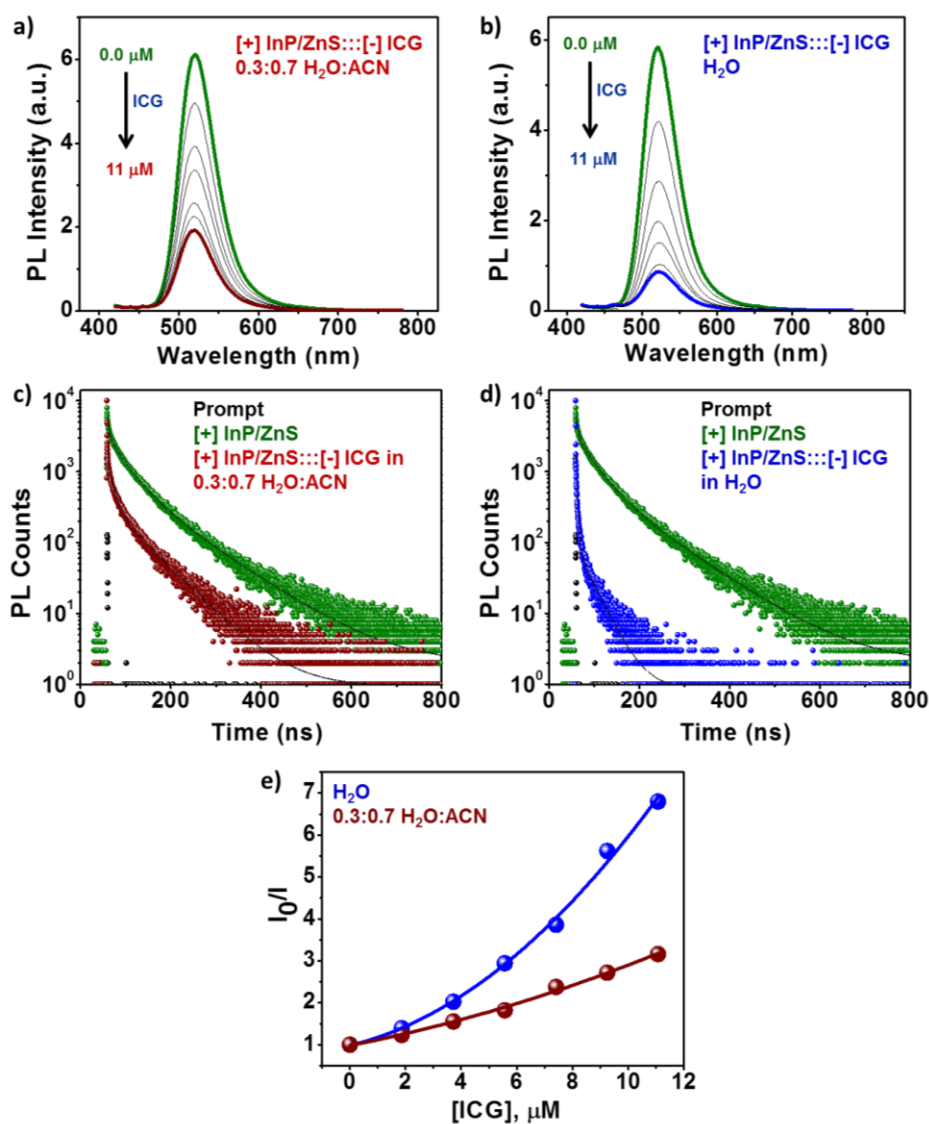 a)
[+] InP/ZnS:::[-] ICG
0.3:0.7 H₂O:ACN
0.0 μM
ICG
11 μM
PL Intensity (a.u.)
6
4
2
0
400 500 600 700 800
Wavelength (nm)
b)
[+] InP/ZnS:::[-] ICG
H₂O
0.0 μM
ICG
11 μM
PL Intensity (a.u.)
6
4
2
0
400 500 600 700 800
Wavelength (nm)
c)
Prompt
[+] InP/ZnS
[+] InP/ZnS:::[-] ICG in
0.3:0.7 H₂O:ACN
PL Counts
10⁴
10³
10²
10¹
10⁰
0 200 400 600 800
Time (ns)
d)
Prompt
[+] InP/ZnS
[+] InP/ZnS:::[-] ICG
in H₂O
PL Counts
10⁴
10³
10²
10¹
10⁰
0 200 400 600 800
Time (ns)
e)
H₂O
0.3:0.7 H₂O:ACN
I₀/I
7
6
5
4
3
2
1
0 2 4 6 8 10 12
[ICG], μM